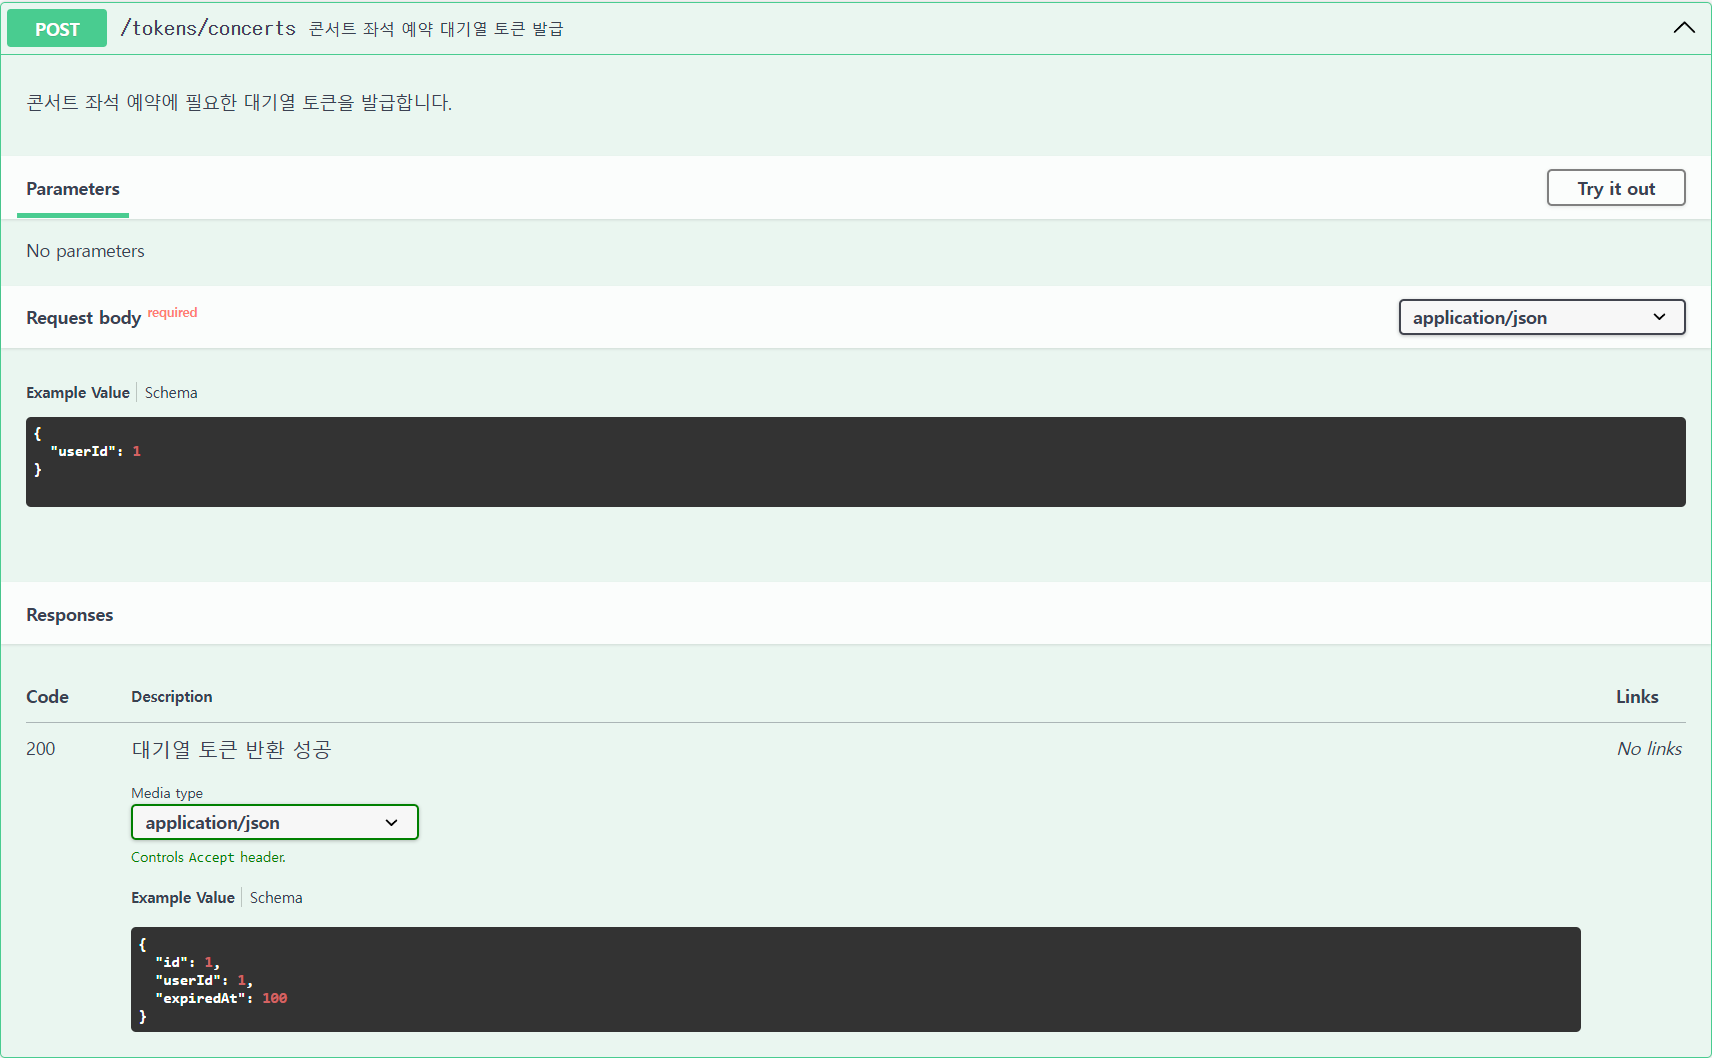 POST /tokens/concerts 콘서트 좌석 예약 대기열 토큰 발급
콘서트 좌석 예약에 필요한 대기열 토큰을 발급합니다.
Parameters
Try it out
No parameters
Request body required
application/json
Example Value Schema
{
"userId": 1
}
Responses
Code Description Links
200 대기열 토큰 반환 성공 No links
Media type
application/json
Controls Accept header.
Example Value Schema
{
"id": 1,
"userId": 1,
"expiredAt": 100
}